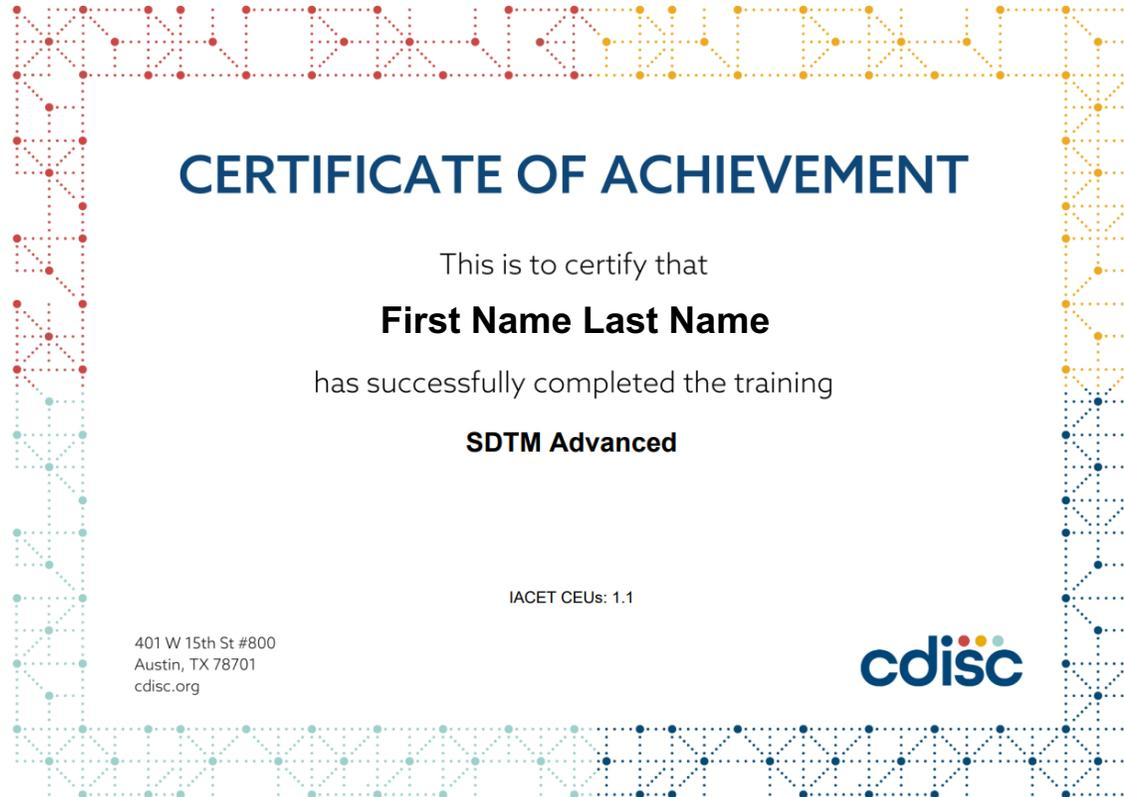 CERTIFICATE OF ACHIEVEMENT
This is to certify that
First Name Last Name
has successfully completed the training
SDTM Advanced
IACET CEUs: 1.1
401 W 15th St #800
Austin, TX 78701
cdisc.org
cdisc